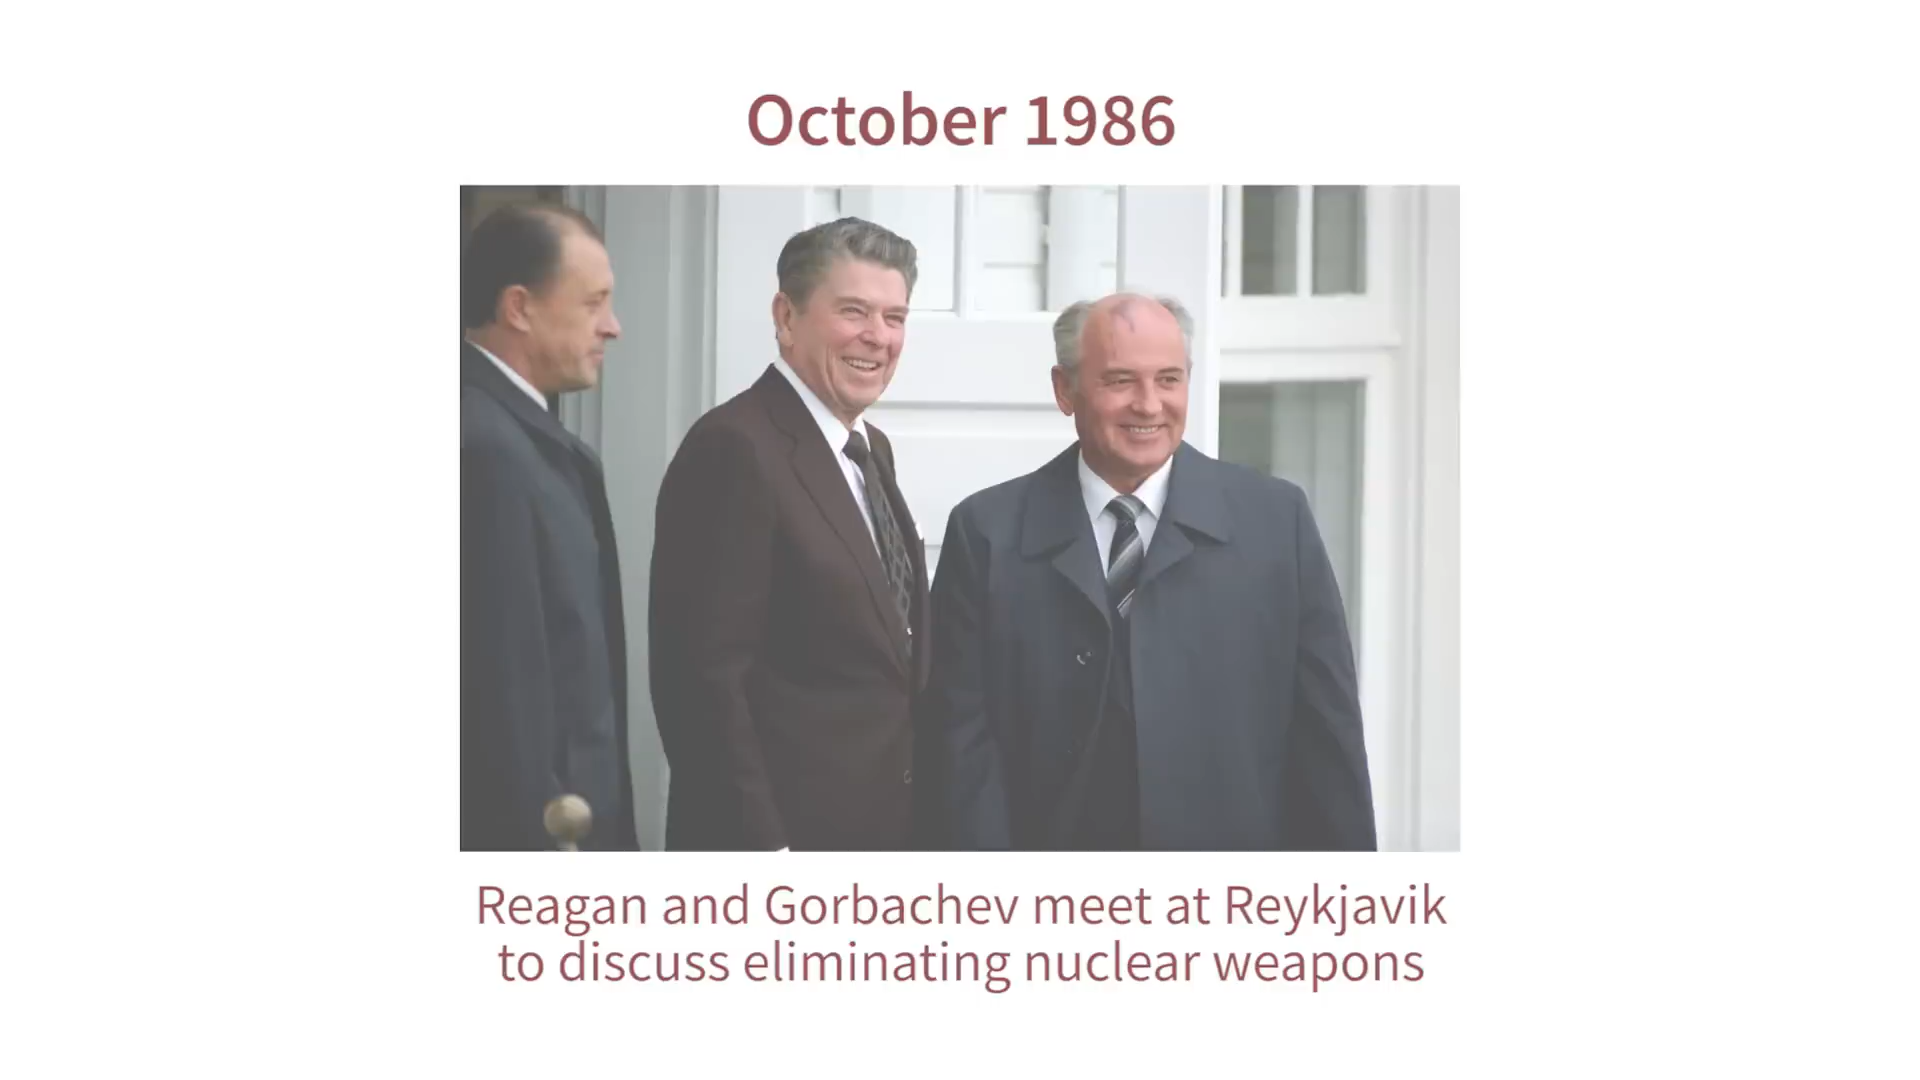 October 1986
Reagan and Gorbachev meet at Reykjavik
to discuss eliminating nuclear weapons